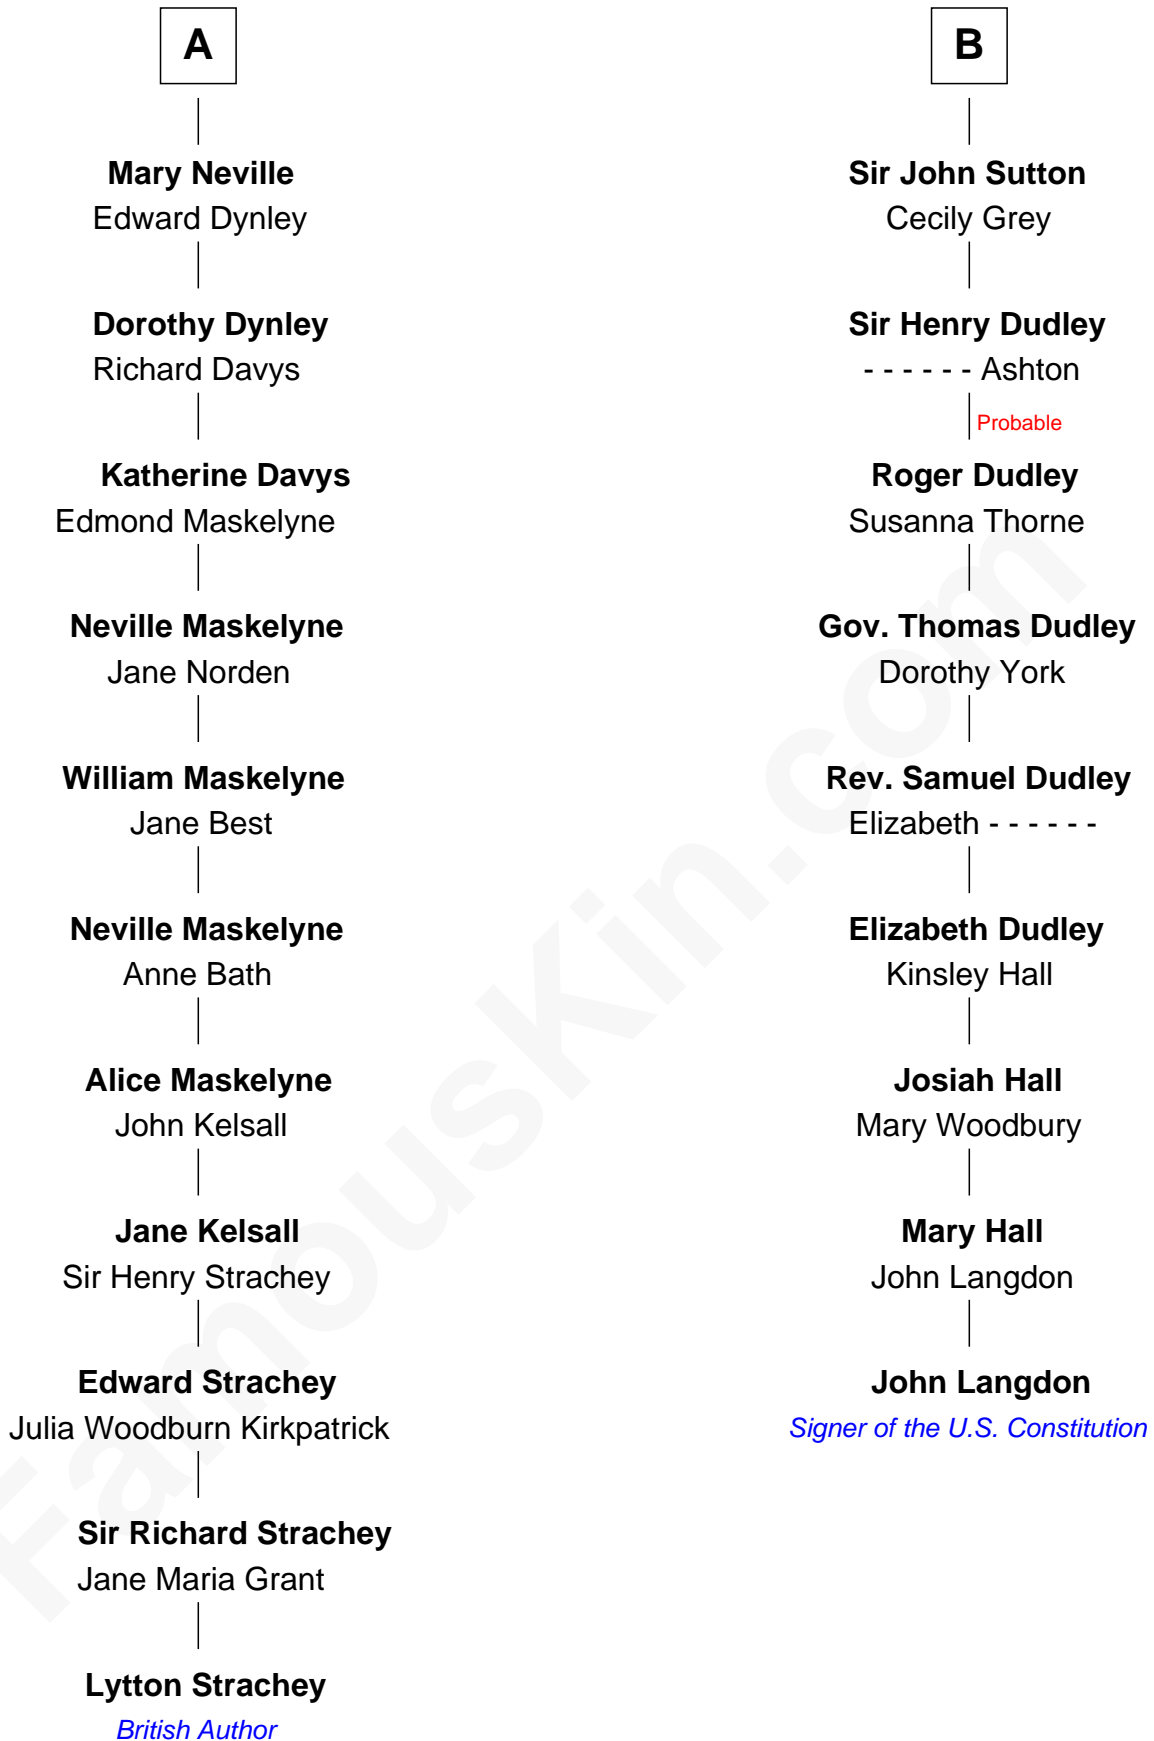 A
Mary Neville
Edward Dynley
Dorothy Dynley
Richard Davys
Katherine Davys
Edmond Maskelyne
Neville Maskelyne
Jane Norden
William Maskelyne
Jane Best
Neville Maskelyne
Anne Bath
Alice Maskelyne
John Kelsall
Jane Kelsall
Sir Henry Strachey
Edward Strachey
Julia Woodburn Kirkpatrick
Sir Richard Strachey
Jane Maria Grant
Lytton Strachey
British Author
B
Sir John Sutton
Cecily Grey
Sir Henry Dudley
- - - - - - Ashton
Probable
Roger Dudley
Susanna Thorne
Gov. Thomas Dudley
Dorothy York
Rev. Samuel Dudley
Elizabeth - - - - - -
Elizabeth Dudley
Kinsley Hall
Josiah Hall
Mary Woodbury
Mary Hall
John Langdon
John Langdon
Signer of the U.S. Constitution
FamousKin.com